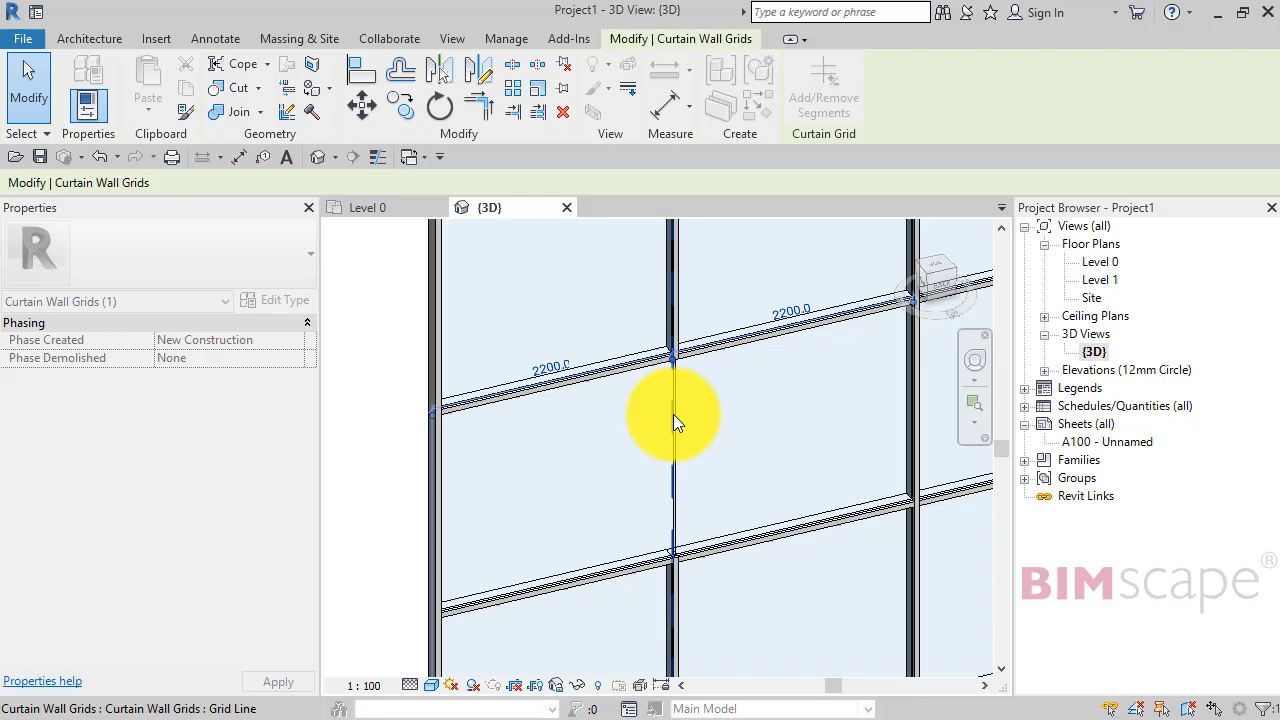 Project1 - 3D View: {3D}
Type a keyword or phrase
Sign In
File
Architecture
Insert
Annotate
Massing & Site
Collaborate
View
Manage
Add-Ins
Modify | Curtain Wall Grids
Modify
Paste
Cope
Cut
Join
Add/Remove
Segments
Select
Properties
Clipboard
Geometry
Modify
View
Measure
Create
Curtain Grid
Modify | Curtain Wall Grids
Properties
Level 0
{3D}
Project Browser - Project1
R
Curtain Wall Grids (1)
Edit Type
Phasing
Phase Created
New Construction
Phase Demolished
None
2200.0
2200.0
Views (all)
Floor Plans
Level 0
Level 1
Site
Ceiling Plans
3D Views
{3D}
Elevations (12mm Circle)
Legends
Schedules/Quantities (all)
Sheets (all)
A100 - Unnamed
Families
Groups
Revit Links
BIMscape®
Properties help
Apply
1 : 100
Curtain Wall Grids : Curtain Wall Grids : Grid Line
:0
Main Model
:1